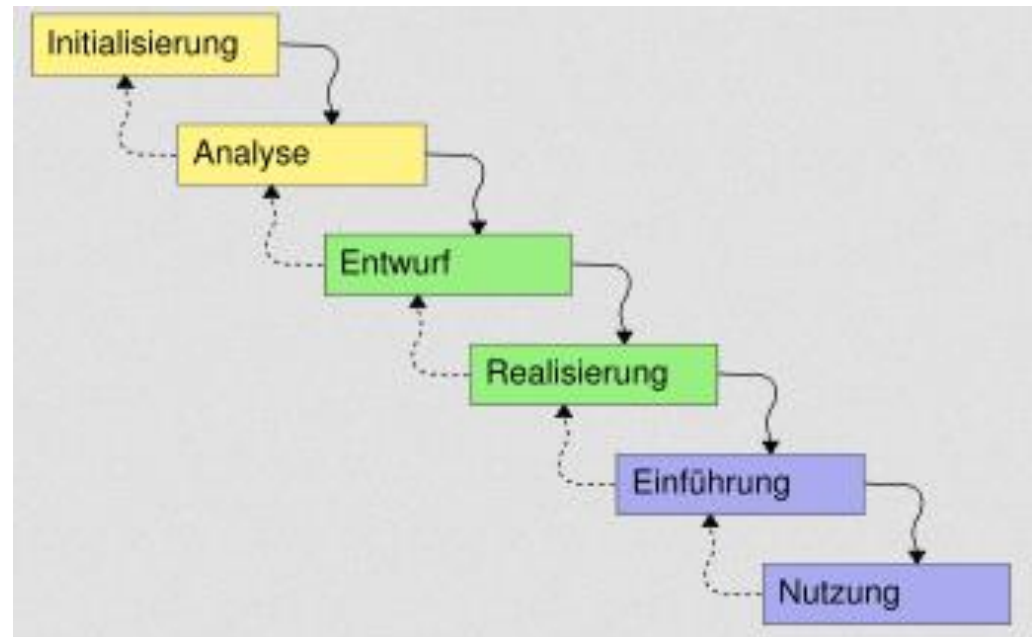 Initialisierung
Analyse
Entwurf
Realisierung
Einführung
Nutzung